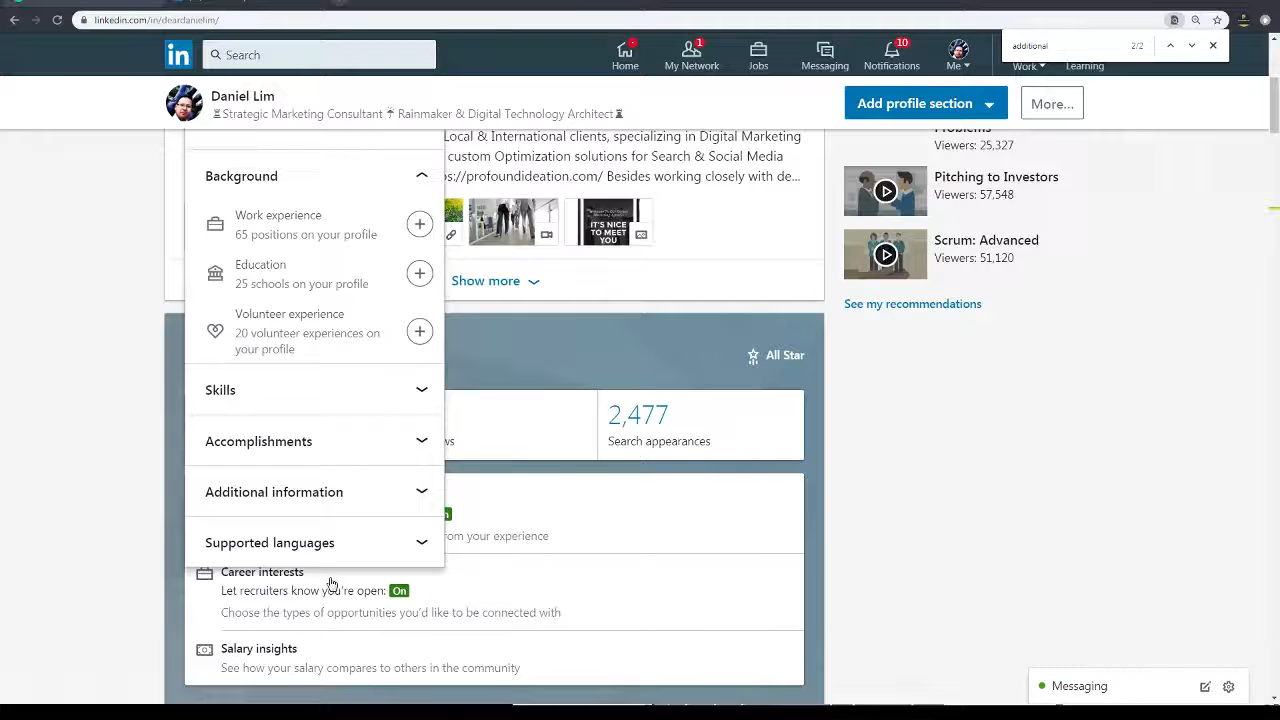 linkedin.com/in/deardanielim/
additional
2/2
in
Search
Home
1
My Network
Jobs
Messaging
10
Notifications
Me
Work
Learning
Daniel Lim
Strategic Marketing Consultant ☂ Rainmaker & Digital Technology Architect
Add profile section
More...
Local & International clients, specializing in Digital Marketing
custom Optimization solutions for Search & Social Media
s://profoundideation.com/ Besides working closely with de...
IT'S NICE
TO MEET
YOU
Show more
Background
Work experience
65 positions on your profile
Education
25 schools on your profile
Volunteer experience
20 volunteer experiences on
your profile
Skills
Accomplishments
Additional information
Supported languages
All Star
ws
2,477
Search appearances
n
rom your experience
Career interests
Let recruiters know you're open: On
Choose the types of opportunities you'd like to be connected with
Salary insights
See how your salary compares to others in the community
Problems
Viewers: 25,327
Pitching to Investors
Viewers: 57,548
Scrum: Advanced
Viewers: 51,120
See my recommendations
Messaging